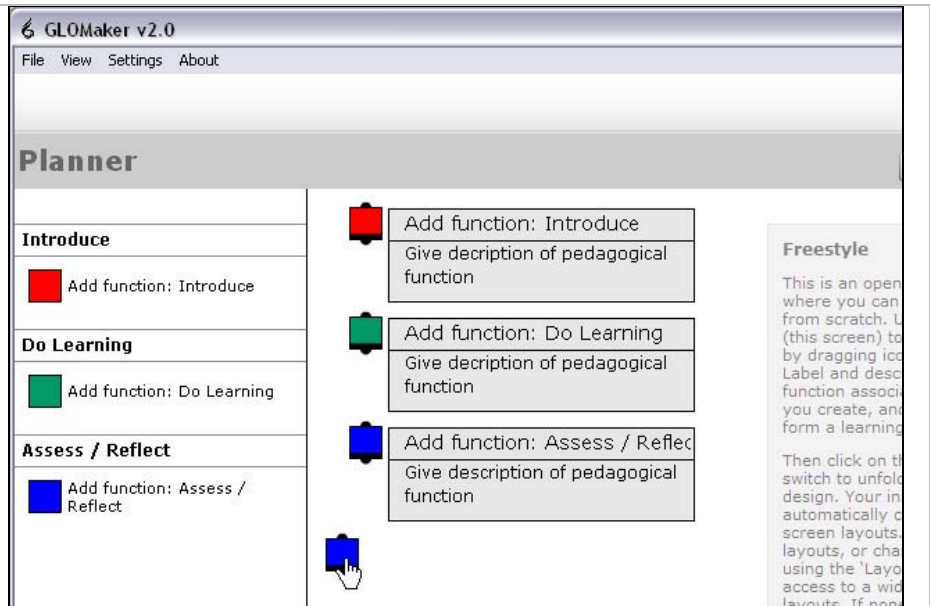 GLOMaker v2.0
File View Settings About
Planner
Introduce
Add function: Introduce
Do Learning
Add function: Do Learning
Assess / Reflect
Add function: Assess /
Reflect
Add function: Introduce
Give decription of pedagogical
function
Add function: Do Learning
Give decription of pedagogical
function
Add function: Assess / Reflec
Give description of pedagogical
function
Freestyle
This is an open
where you can
from scratch. U
(this screen) to
by dragging ico
Label and desc
function associa
you create, and
form a learning
Then click on th
switch to unfold
design. Your in
automatically c
screen layouts.
layouts, or cha
using the 'Layo
access to a wid
layouts. If none